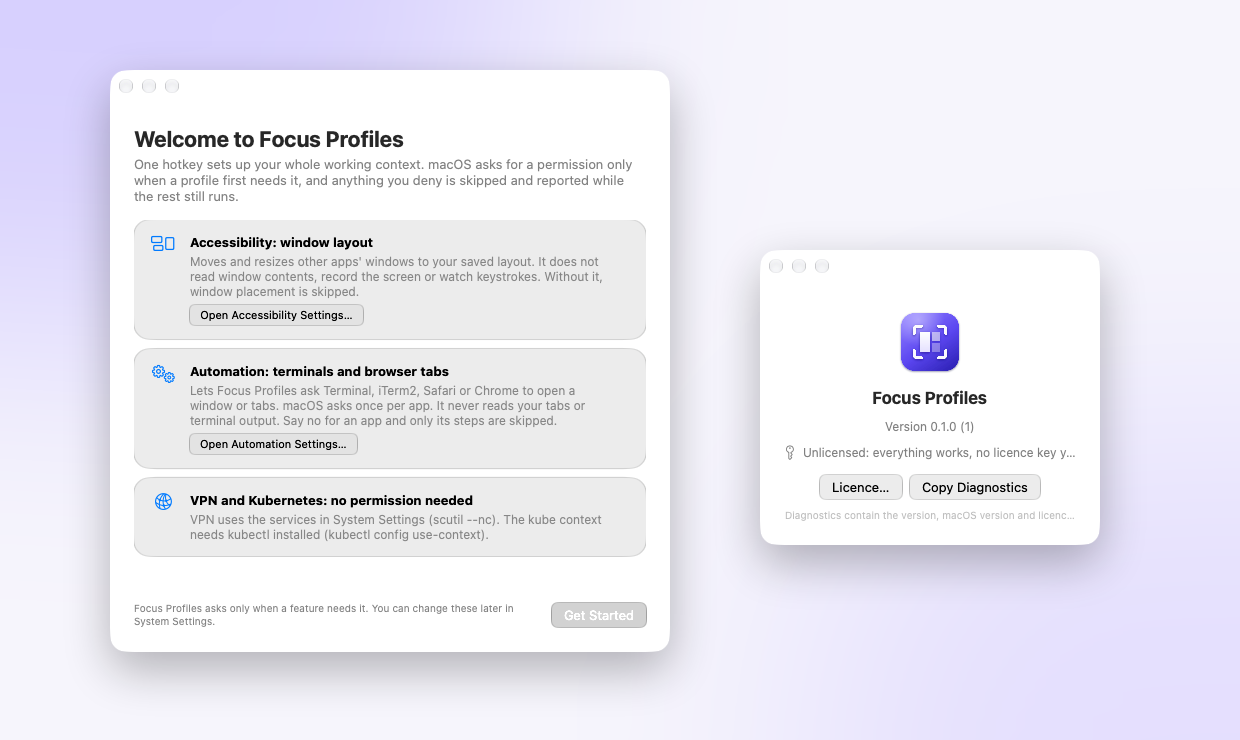 Welcome to Focus Profiles
One hotkey sets up your whole working context. macOS asks for a permission only
when a profile first needs it, and anything you deny is skipped and reported while
the rest still runs.
Accessibility: window layout
Moves and resizes other apps' windows to your saved layout. It does not
read window contents, record the screen or watch keystrokes. Without it,
window placement is skipped.
Open Accessibility Settings...
Automation: terminals and browser tabs
Lets Focus Profiles ask Terminal, iTerm2, Safari or Chrome to open a
window or tabs. macOS asks once per app. It never reads your tabs or
terminal output. Say no for an app and only its steps are skipped.
Open Automation Settings...
VPN and Kubernetes: no permission needed
VPN uses the services in System Settings (scutil --nc). The kube context
needs kubectl installed (kubectl config use-context).
Focus Profiles asks only when a feature needs it. You can change these later in
System Settings.
Get Started
Focus Profiles
Version 0.1.0 (1)
Unlicensed: everything works, no licence key y...
Licence...
Copy Diagnostics
Diagnostics contain the version, macOS version and licenc...